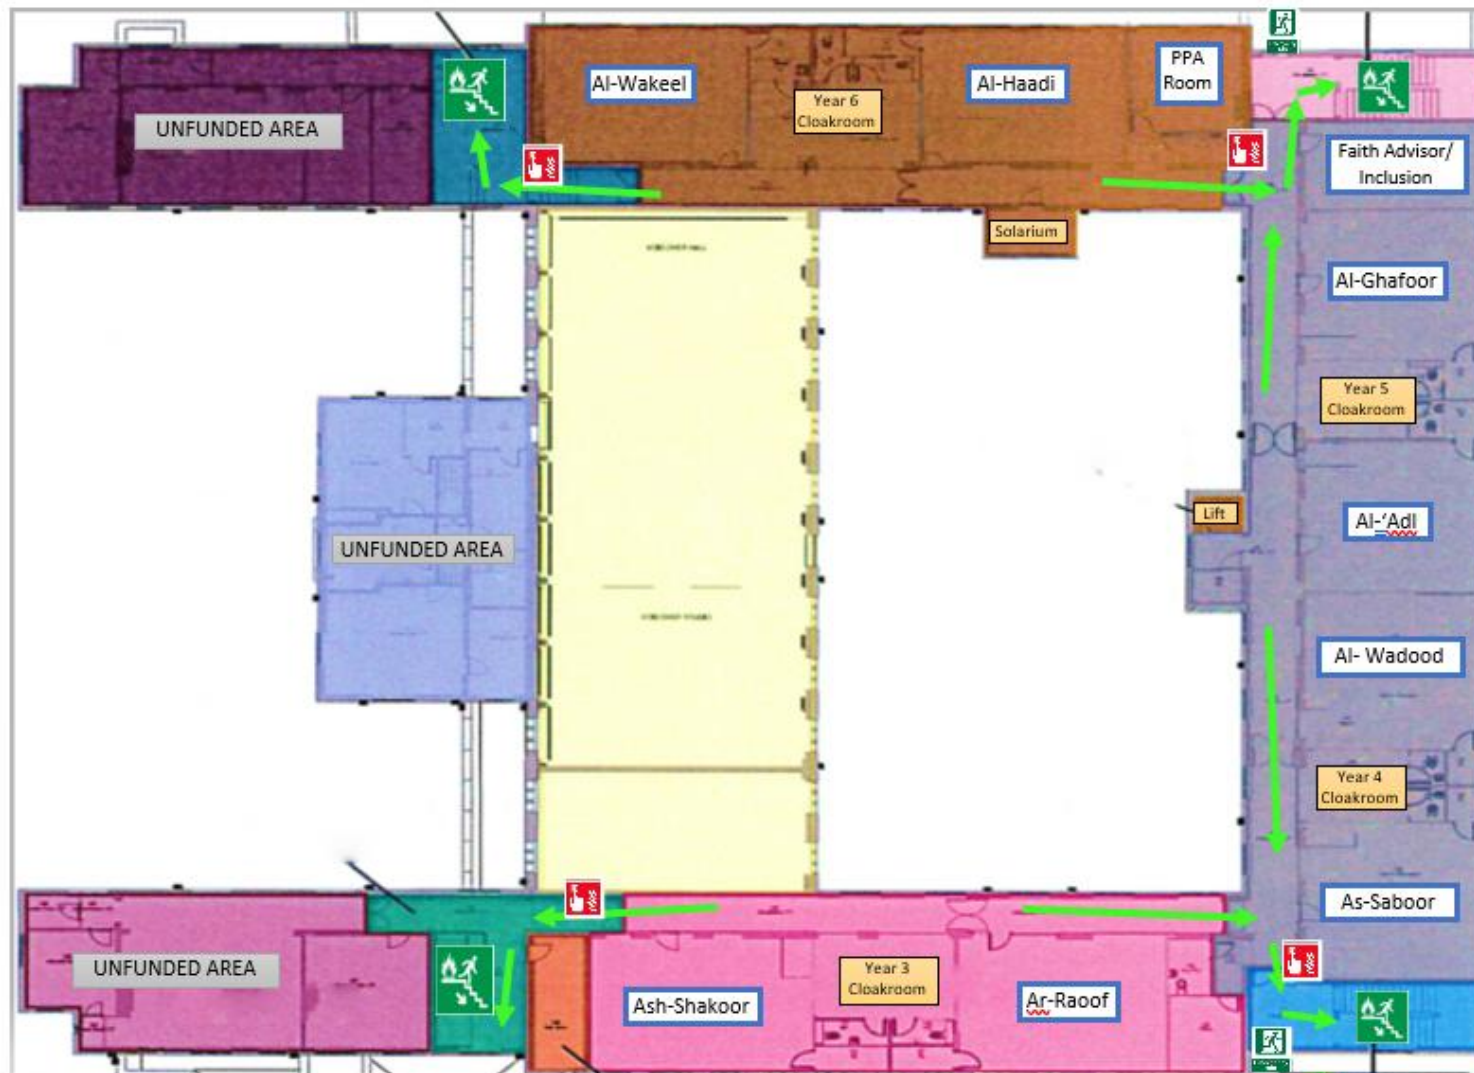 Al-Wakeel
Year 6
Cloakroom
Al-Haadi
PPA
Room
UNFUNDED AREA
Faith Advisor/
Inclusion
Solarium
Al-Ghafoor
Year 5
Cloakroom
Lift
Al-‘Adl
UNFUNDED AREA
Al- Wadood
Year 4
Cloakroom
As-Saboor
UNFUNDED AREA
Year 3
Cloakroom
Ash-Shakoor
Ar-Raoof